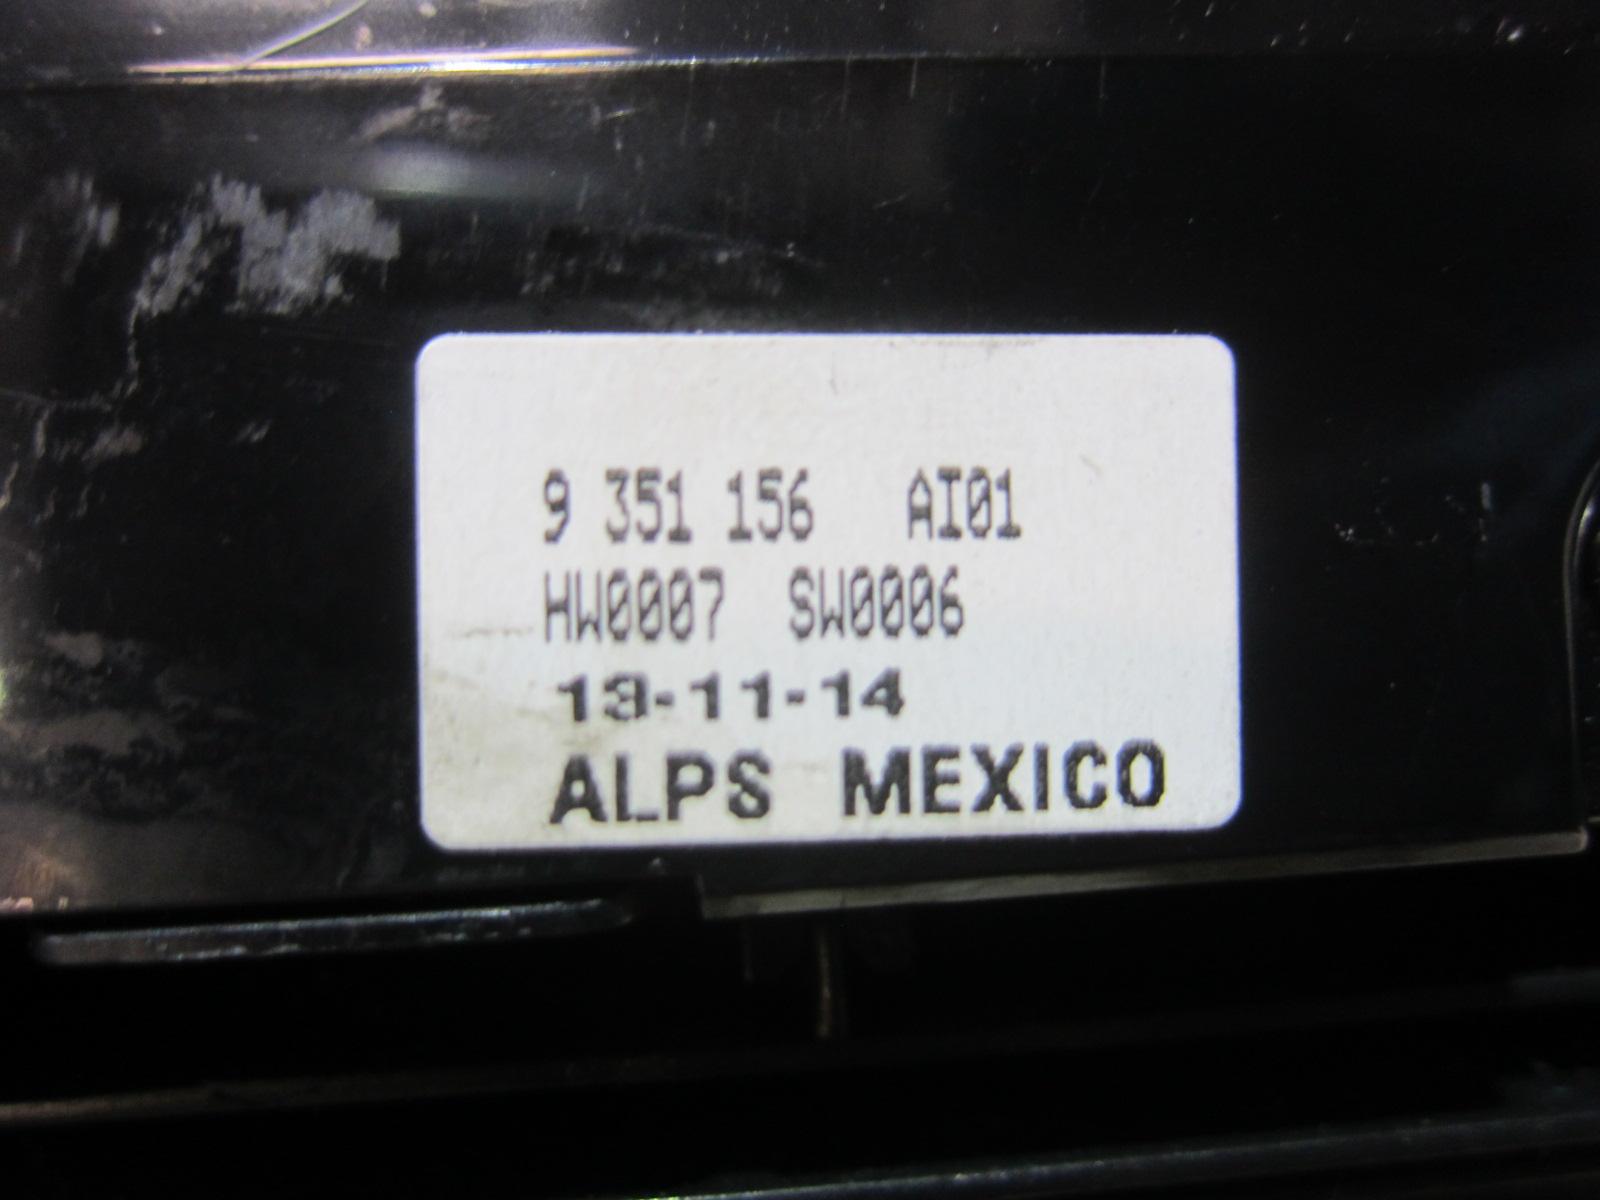 9 351 156 AI01
HW0007 SW0006
13-11-14
ALPS MEXICO